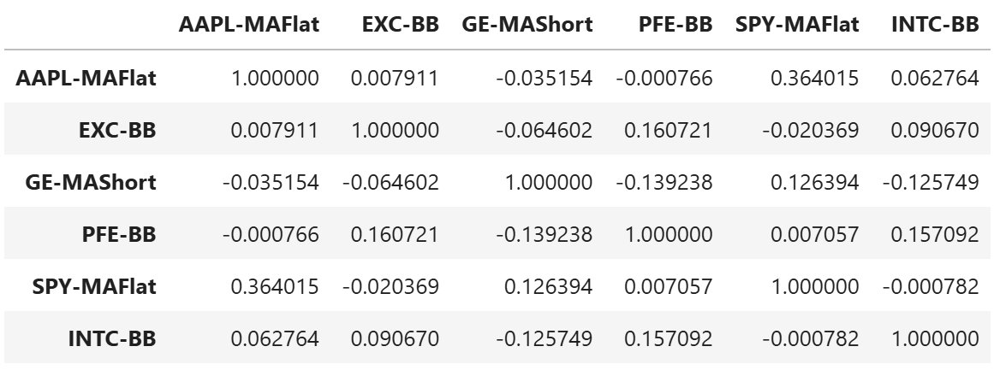 AAPL-MAFlat EXC-BB GE-MAShort PFE-BB SPY-MAFlat INTC-BB
AAPL-MAFlat 1.000000 0.007911 -0.035154 -0.000766 0.364015 0.062764
EXC-BB 0.007911 1.000000 -0.064602 0.160721 -0.020369 0.090670
GE-MAShort -0.035154 -0.064602 1.000000 -0.139238 0.126394 -0.125749
PFE-BB -0.000766 0.160721 -0.139238 1.000000 0.007057 0.157092
SPY-MAFlat 0.364015 -0.020369 0.126394 0.007057 1.000000 -0.000782
INTC-BB 0.062764 0.090670 -0.125749 0.157092 -0.000782 1.000000